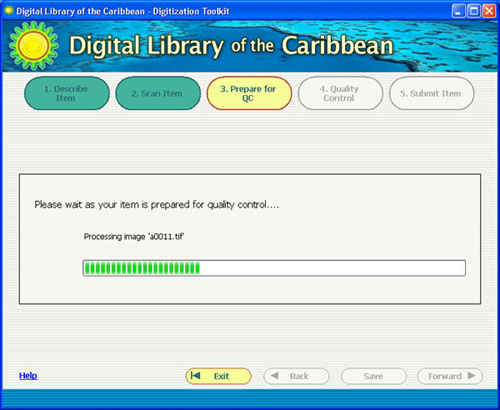 Digital Library of the Caribbean - Digitization Toolkit
Digital Library of the Caribbean
1. Describe
Item
2. Scan Item
3. Prepare for
QC
4. Quality
Control
5. Submit Item
Please wait as your item is prepared for quality control....
Processing image 'a0011.tif'
Help
Exit
Back
Save
Forward